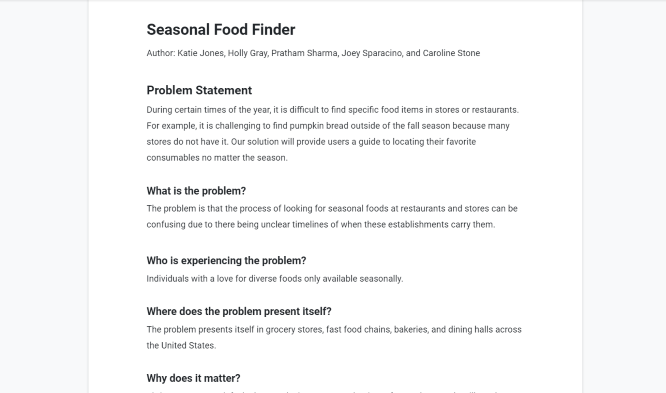 Seasonal Food Finder
Author: Katie Jones, Holly Gray, Pratham Sharma, Joey Sparacino, and Caroline Stone
Problem Statement
During certain times of the year, it is difficult to find specific food items in stores or restaurants.
For example, it is challenging to find pumpkin bread outside of the fall season because many
stores do not have it. Our solution will provide users a guide to locating their favorite
consumables no matter the season.
What is the problem?
The problem is that the process of looking for seasonal foods at restaurants and stores can be
confusing due to there being unclear timelines of when these establishments carry them.
Who is experiencing the problem?
Individuals with a love for diverse foods only available seasonally.
Where does the problem present itself?
The problem presents itself in grocery stores, fast food chains, bakeries, and dining halls across
the United States.
Why does it matter?